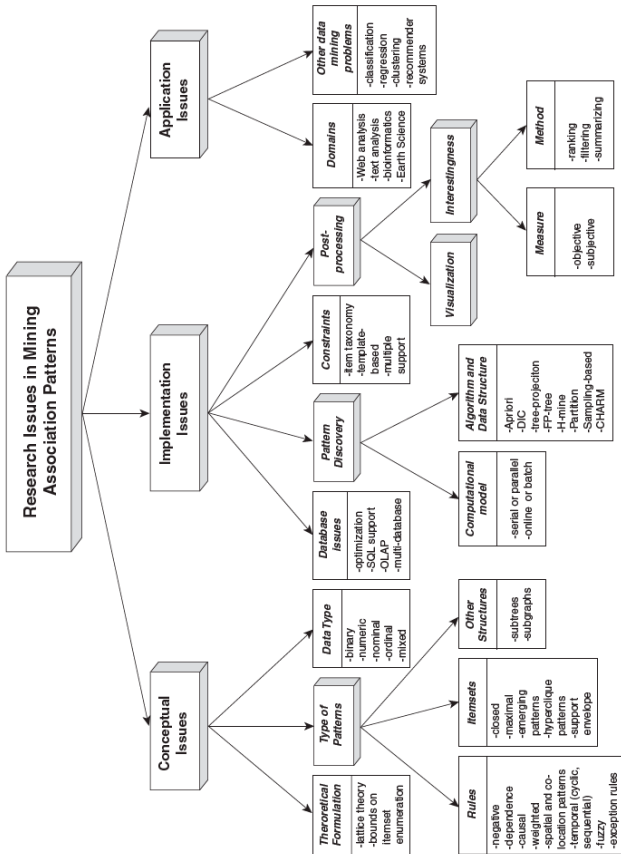 Research Issues in Mining
Association Patterns
Conceptual
Issues
Implementation
Issues
Application
Issues
Theroretical
Formulation
-lattice theory
-bounds on
itemset
enumeration
Type of
Patterns
Data Type
-binary
-numeric
-nominal
-ordinal
-mixed
Database
issues
-optimization
-SQL support
-OLAP
-multi-database
Pattern
Discovery
Constraints
-item taxonomy
-template-
based
-multiple
support
Post-
processing
Domains
-Web analysis
-text analysis
-bioinformatics
-Earth Science
Other data
mining
problems
-classification
-regression
-clustering
-recommender
systems
Rules
-negative
-dependence
-causal
-weighted
-spatial and co-
location patterns
-temporal (cyclic,
sequential)
-fuzzy
-exception rules
Itemsets
-closed
-maximal
-emerging
patterns
-hyperclique
patterns
-support
envelope
Other
Structures
-subtrees
-subgraphs
Computational
model
-serial or parallel
-online or batch
Algorithm and
Data Structure
-Apriori
-DIC
-tree-projeciton
-FP-tree
-H-mine
-Partition
-Sampling-based
-CHARM
Visualization
Interestingness
Measure
-objective
-subjective
Method
-ranking
-filtering
-summarizing